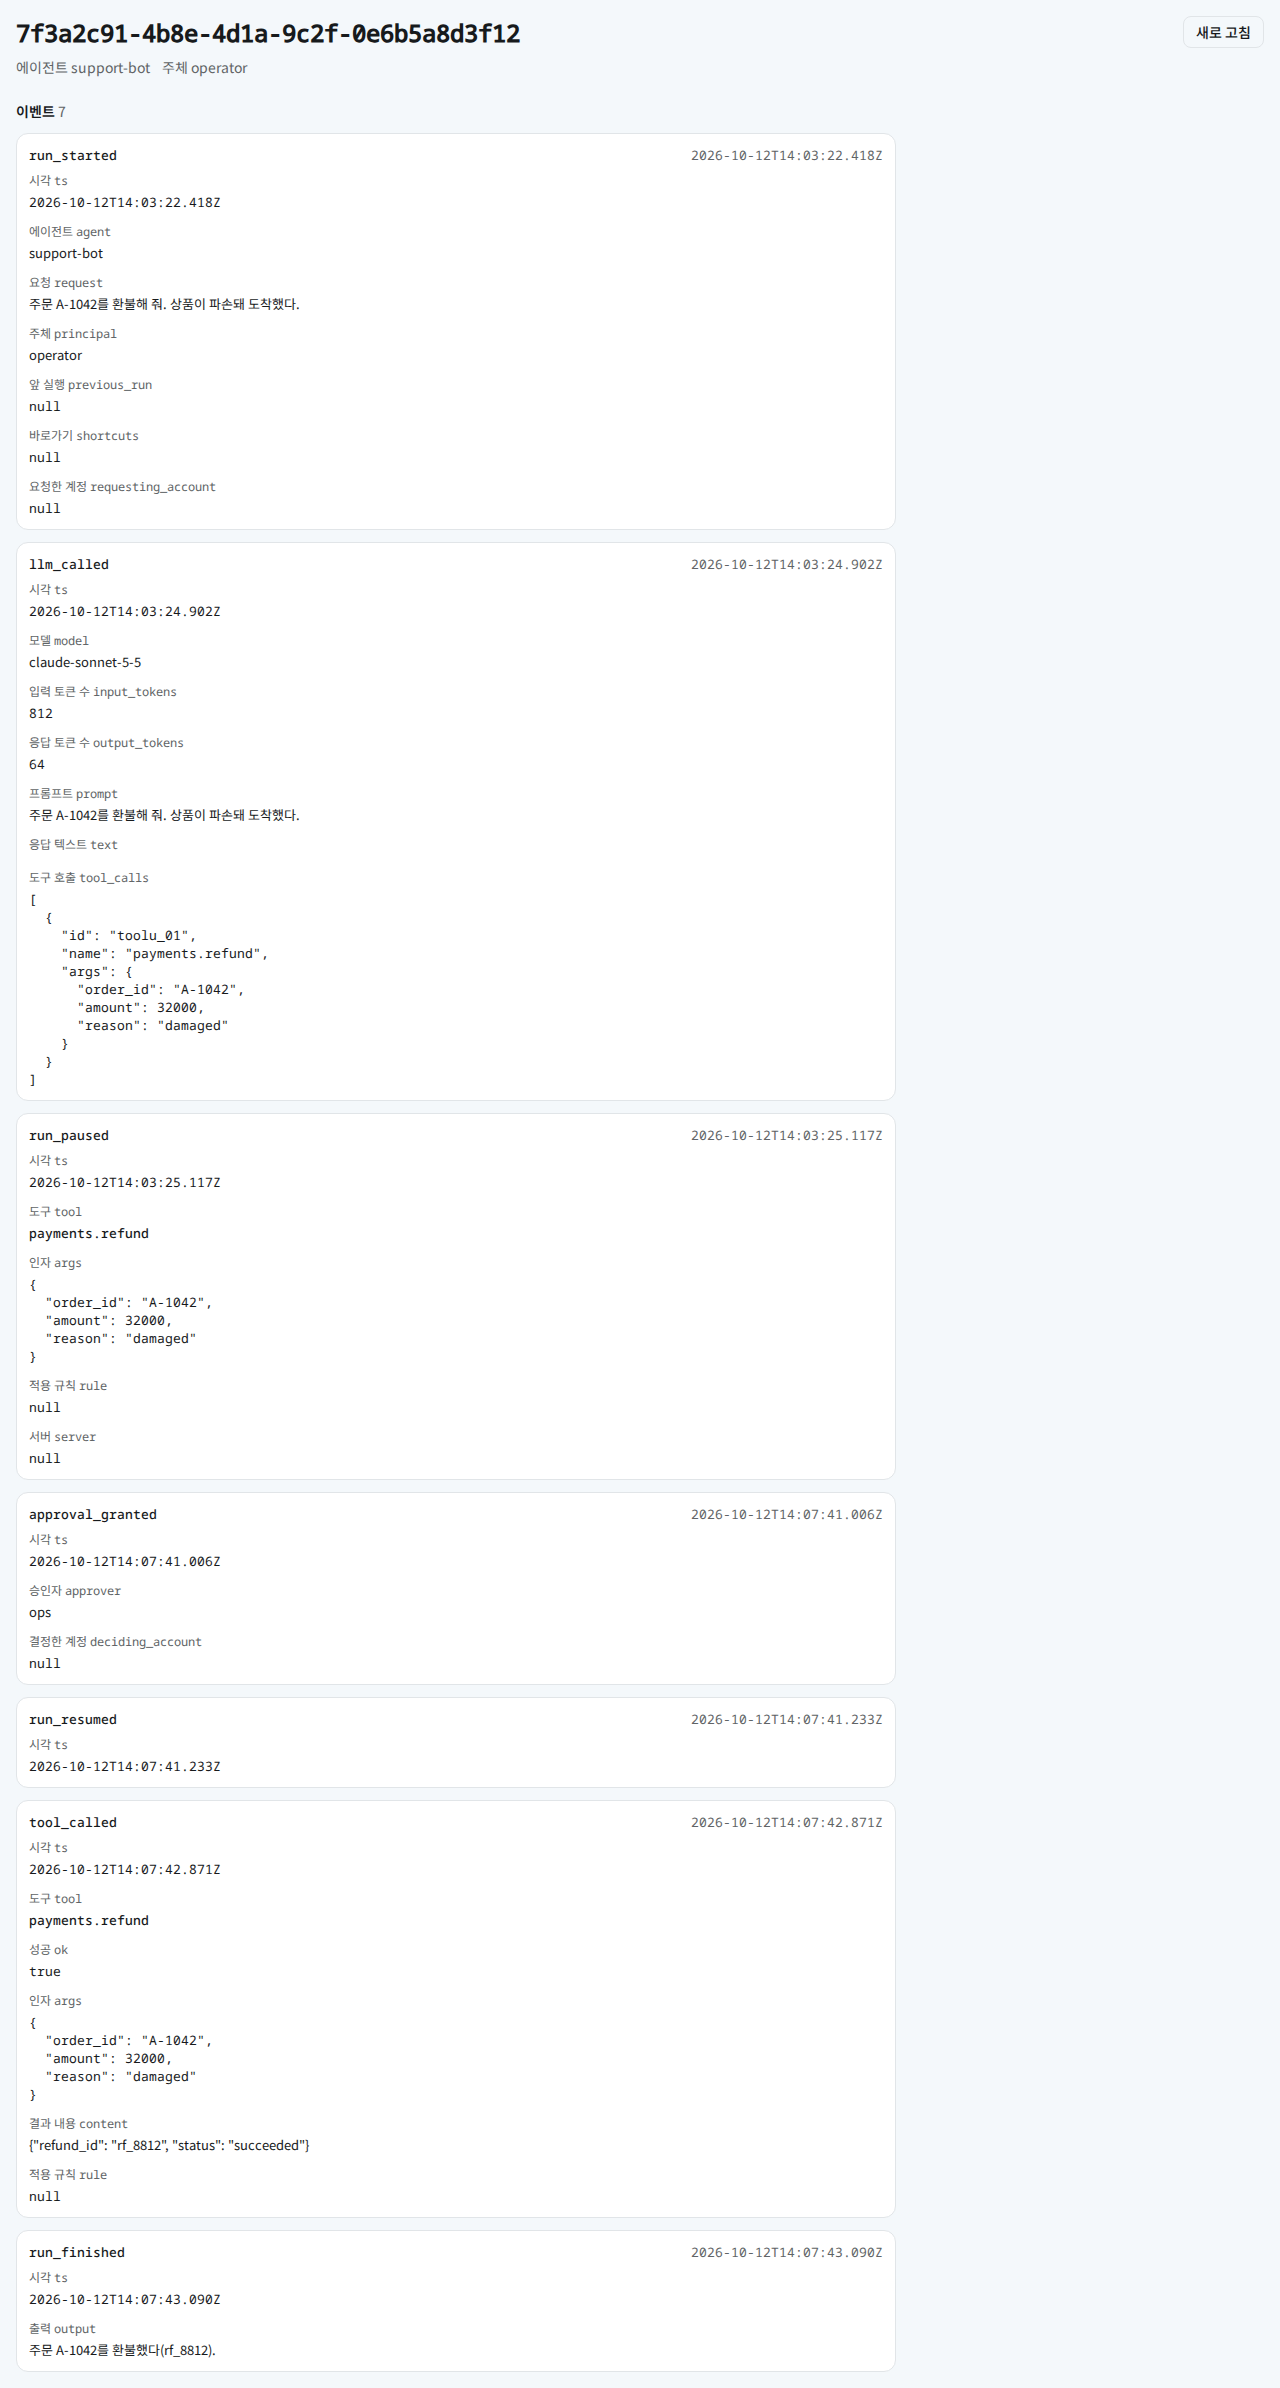 7f3a2c91-4b8e-4d1a-9c2f-0e6b5a8d3f12
새로 고침
에이전트 support-bot 주체 operator
이벤트 7
run_started 2026-10-12T14:03:22.418Z
시각 ts
2026-10-12T14:03:22.418Z
에이전트 agent
support-bot
요청 request
주문 A-1042를 환불해 줘. 상품이 파손돼 도착했다.
주체 principal
operator
앞 실행 previous_run
null
바로가기 shortcuts
null
요청한 계정 requesting_account
null
llm_called 2026-10-12T14:03:24.902Z
시각 ts
2026-10-12T14:03:24.902Z
모델 model
claude-sonnet-5-5
입력 토큰 수 input_tokens
812
응답 토큰 수 output_tokens
64
프롬프트 prompt
주문 A-1042를 환불해 줘. 상품이 파손돼 도착했다.
응답 텍스트 text
도구 호출 tool_calls
[
  {
    "id": "toolu_01",
    "name": "payments.refund",
    "args": {
      "order_id": "A-1042",
      "amount": 32000,
      "reason": "damaged"
    }
  }
]
run_paused 2026-10-12T14:03:25.117Z
시각 ts
2026-10-12T14:03:25.117Z
도구 tool
payments.refund
인자 args
{
  "order_id": "A-1042",
  "amount": 32000,
  "reason": "damaged"
}
적용 규칙 rule
null
서버 server
null
approval_granted 2026-10-12T14:07:41.006Z
시각 ts
2026-10-12T14:07:41.006Z
승인자 approver
ops
결정한 계정 deciding_account
null
run_resumed 2026-10-12T14:07:41.233Z
시각 ts
2026-10-12T14:07:41.233Z
tool_called 2026-10-12T14:07:42.871Z
시각 ts
2026-10-12T14:07:42.871Z
도구 tool
payments.refund
성공 ok
true
인자 args
{
  "order_id": "A-1042",
  "amount": 32000,
  "reason": "damaged"
}
결과 내용 content
{"refund_id": "rf_8812", "status": "succeeded"}
적용 규칙 rule
null
run_finished 2026-10-12T14:07:43.090Z
시각 ts
2026-10-12T14:07:43.090Z
출력 output
주문 A-1042를 환불했다(rf_8812).